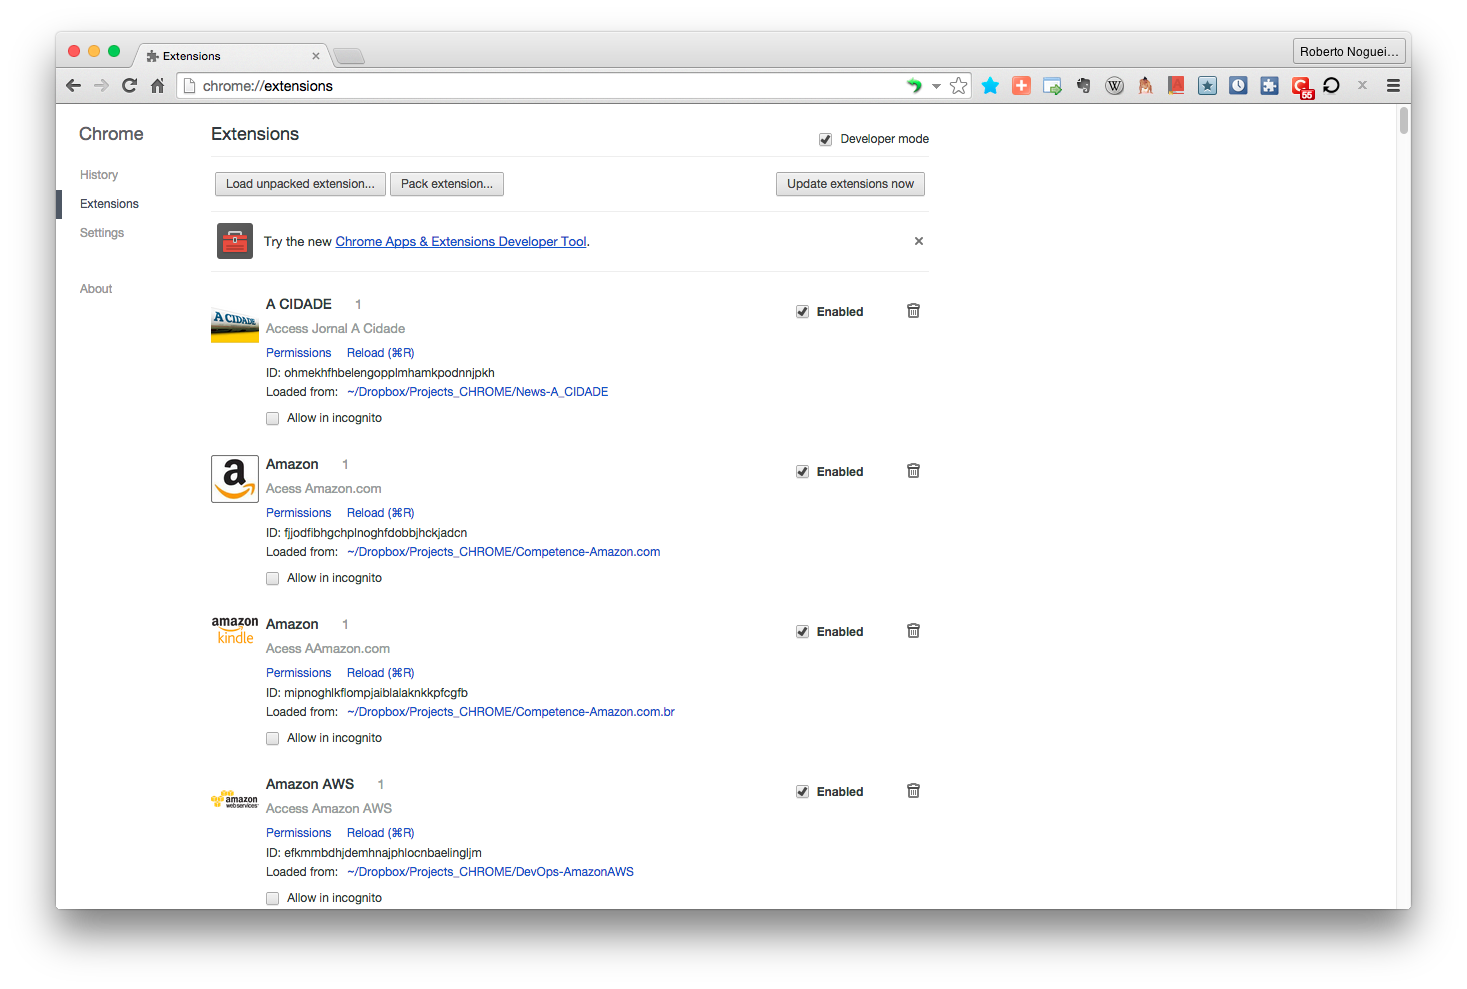 Extensions
Roberto Noguei...
chrome://extensions
W
55
Chrome
History
Extensions
Settings
About
Extensions
Developer mode
Load unpacked extension...
Pack extension...
Update extensions now
Try the new Chrome Apps & Extensions Developer Tool.
A CIDADE
A CIDADE 1
Enabled
Access Jornal A Cidade
Permissions Reload (⌘R)
ID: ohmekhfhbelengopplmhamkpodnnjpkh
Loaded from: ~/Dropbox/Projects_CHROME/News-A_CIDADE
Allow in incognito
a
Amazon 1
Enabled
Acess Amazon.com
Permissions Reload (⌘R)
ID: fjjodfibhgchplnoghfdobbjhckjadcn
Loaded from: ~/Dropbox/Projects_CHROME/Competence-Amazon.com
Allow in incognito
amazon
kindle
Amazon 1
Enabled
Acess AAmazon.com
Permissions Reload (⌘R)
ID: mipnoghlkflompjaiblalaknkkpfcgfb
Loaded from: ~/Dropbox/Projects_CHROME/Competence-Amazon.com.br
Allow in incognito
amazon
webservices
Amazon AWS 1
Enabled
Access Amazon AWS
Permissions Reload (⌘R)
ID: efkmmbdhjdemhnajphlocnbaelingljm
Loaded from: ~/Dropbox/Projects_CHROME/DevOps-AmazonAWS
Allow in incognito